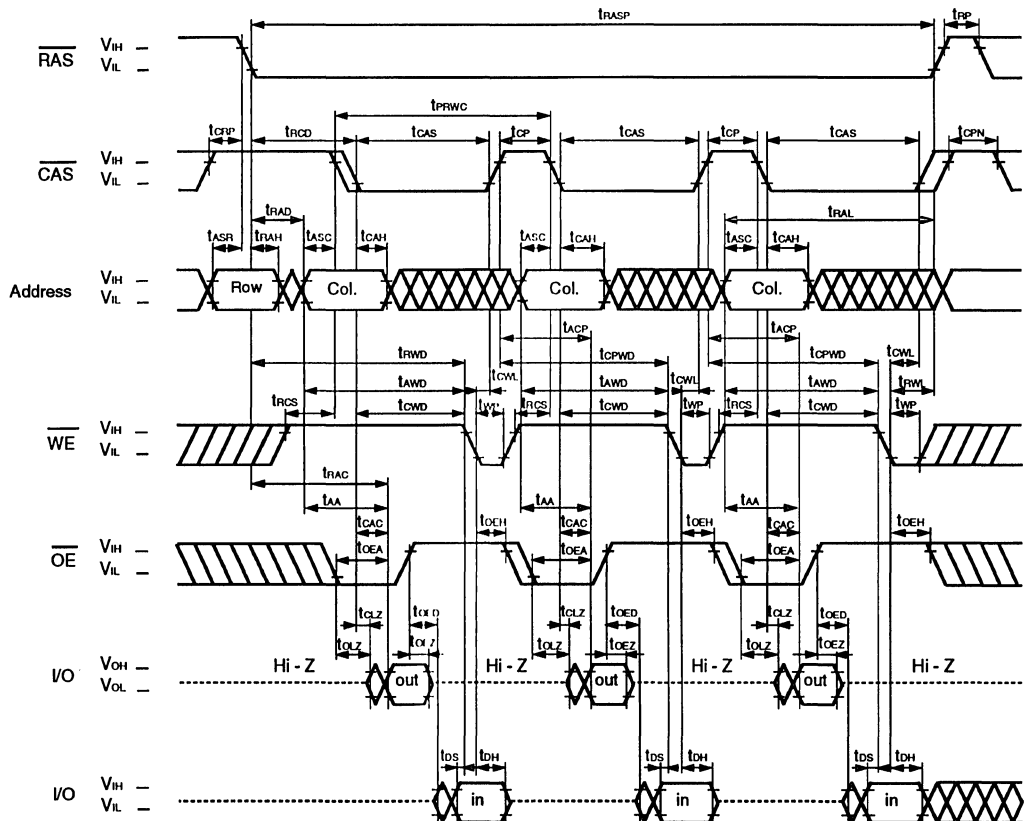 tRASP tRP
RAS VIH
VIL
tPRWC
tCRP tRCD tCAS tCP tCAS tCP tCAS tCPN
CAS VIH
VIL
tRAD tRAL
tASR tRAH tASC tCAH tASC tCAH tASC tCAH
Address VIH
VIL
Row Col. Col. Col.
tACP tACP
tRWD tCPWD tCPWD tCWL
tAWD tCWL tAWD tCWL tAWD tRWL
tRCS tCWD tWP tRCS tCWD tWP tRCS tCWD tWP
WE VIH
VIL
tRAC
tAA tAA tAA
tCAC tOEH tCAC tOEH tCAC tOEH
OE VIH
VIL
tOEA tOEA tOEA
tCLZ tOED tCLZ tOED tCLZ tOED
tOLZ tOLZ tOLZ tOEZ tOLZ tOEZ
I/O VOH
VOL
Hi - Z Hi - Z Hi - Z Hi - Z
out out out
tDS tDH tDS tDH tDS tDH
I/O VIH
VIL
in in in